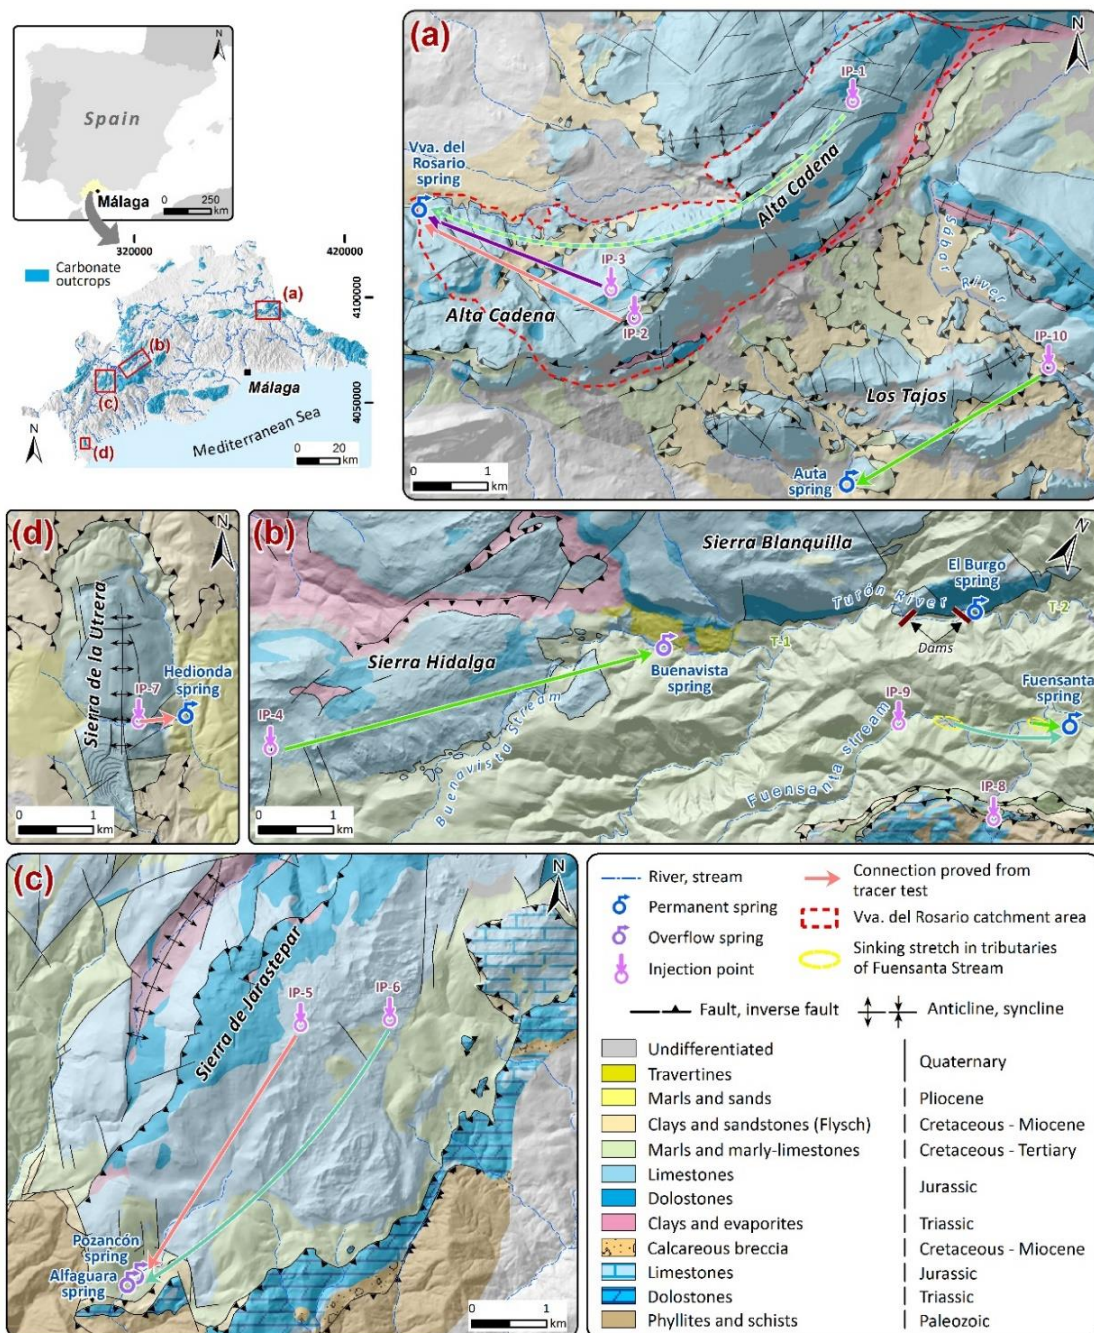 N
Spain
Málaga
0 250
km
320000
420000
Carbonate
outcrops
(a)
4100000
(b)
(c)
Málaga
4050000
(d)
Mediterranean Sea
N
0 20
km
(a)
N
IP-1
Vva. del
Rosario
spring
Alta Cadena
IP-3
Sábar River
Alta Cadena
IP-2
IP-10
Los Tajos
0 1
km
Auta
spring
(d)
N
Sierra de la Utrera
Hedionda
spring
IP-7
0 1
km
(b)
N
Sierra Blanquilla
El Burgo
spring
Turón River
T-2
T-1
Dams
Sierra Hidalga
Buenavista
spring
Fuensanta
spring
IP-9
IP-4
Buenavista Stream
Fuensanta stream
IP-8
0 1
km
(c)
N
Sierra de Jarastepar
IP-5
IP-6
Pozancón
spring
Alfaguara
spring
0 1
km
River, stream
Permanent spring
Overflow spring
Injection point
Connection proved from
tracer test
Vva. del Rosario catchment area
Sinking stretch in tributaries
of Fuensanta Stream
Fault, inverse fault
Anticline, syncline
Undifferentiated
Travertines
Quaternary
Marls and sands
Pliocene
Clays and sandstones (Flysch)
Cretaceous - Miocene
Marls and marly-limestones
Cretaceous - Tertiary
Limestones
Dolostones
Jurassic
Clays and evaporites
Triassic
Calcareous breccia
Cretaceous - Miocene
Limestones
Jurassic
Dolostones
Triassic
Phyllites and schists
Paleozoic